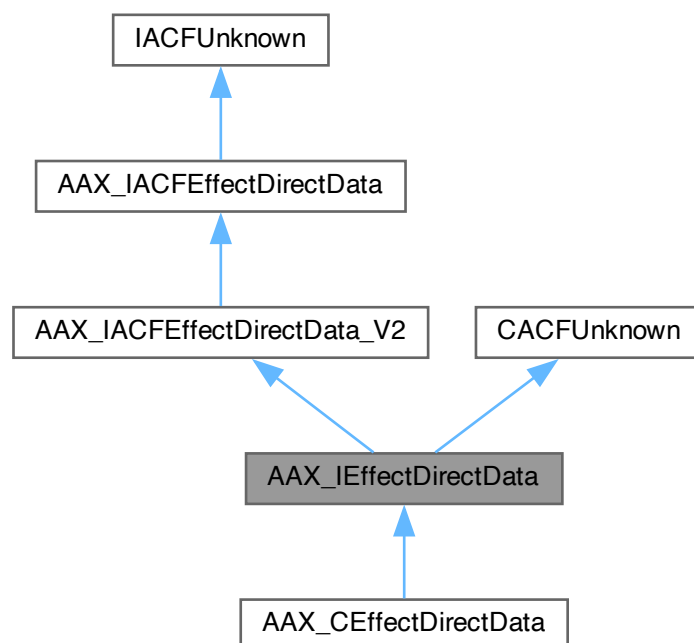 IACFUnknown
AAX_IACFEffectDirectData
AAX_IACFEffectDirectData_V2
CACFUnknown
AAX_IEffectDirectData
AAX_CEffectDirectData